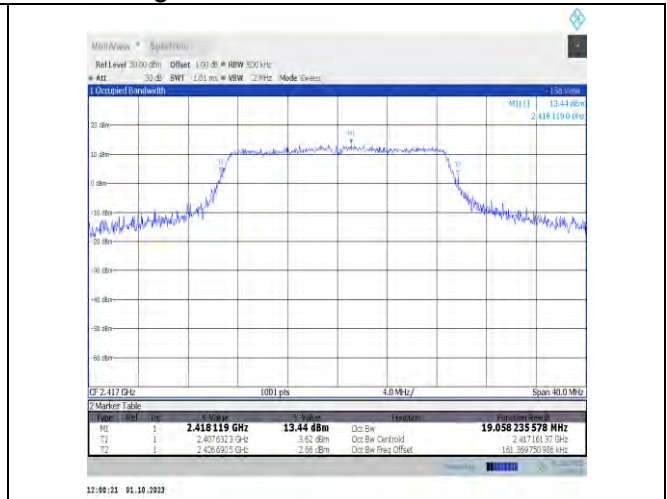 MultiView Spectrum
Ref Level 30.00 dBm Offset 1.00 dB RBW 500 kHz
Att 30 dB SWT 1.01 ms VBW 2 MHz Mode Sweep
1 Occupied Bandwidth
M1[1] 13.44 dBm
2.418 119 0 GHz
20 dBm
10 dBm
0 dBm
-10 dBm
-20 dBm
-30 dBm
-40 dBm
-50 dBm
-60 dBm
M1
T1
T2
CF 2.417 GHz 1001 pts 4.0 MHz/ Span 40.0 MHz
2 Marker Table
Type Ref Trc X-Value Y-Value Function Function Result
M1 1 2.418 119 GHz 13.44 dBm Occ Bw 19.058 235 578 MHz
T1 1 2.407 632 3 GHz 3.62 dBm Occ Bw Centroid 2.417 161 37 GHz
T2 1 2.426 690 5 GHz 2.66 dBm Occ Bw Freq Offset 161.369 750 986 kHz
12:00:21 01.10.2023